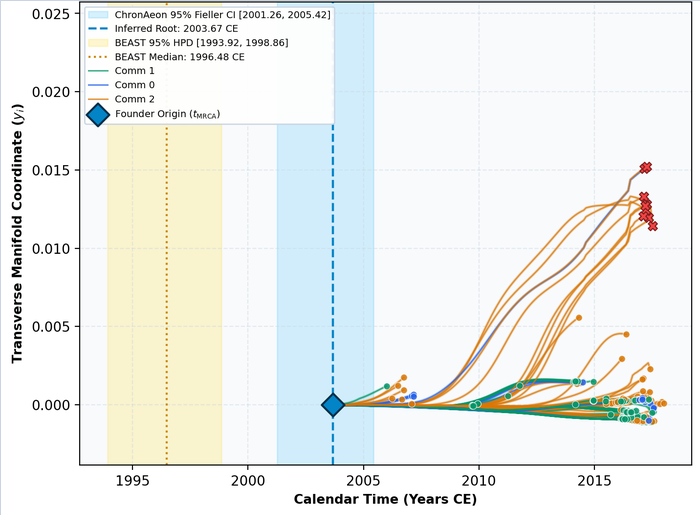 ChronAeon 95% Fieller CI [2001.26, 2005.42]
Inferred Root: 2003.67 CE
BEAST 95% HPD [1993.92, 1998.86]
BEAST Median: 1996.48 CE
Comm 1
Comm 0
Comm 2
Founder Origin (t_MRCA)
Transverse Manifold Coordinate (y_i)
0.025
0.020
0.015
0.010
0.005
0.000
1995 2000 2005 2010 2015
Calendar Time (Years CE)